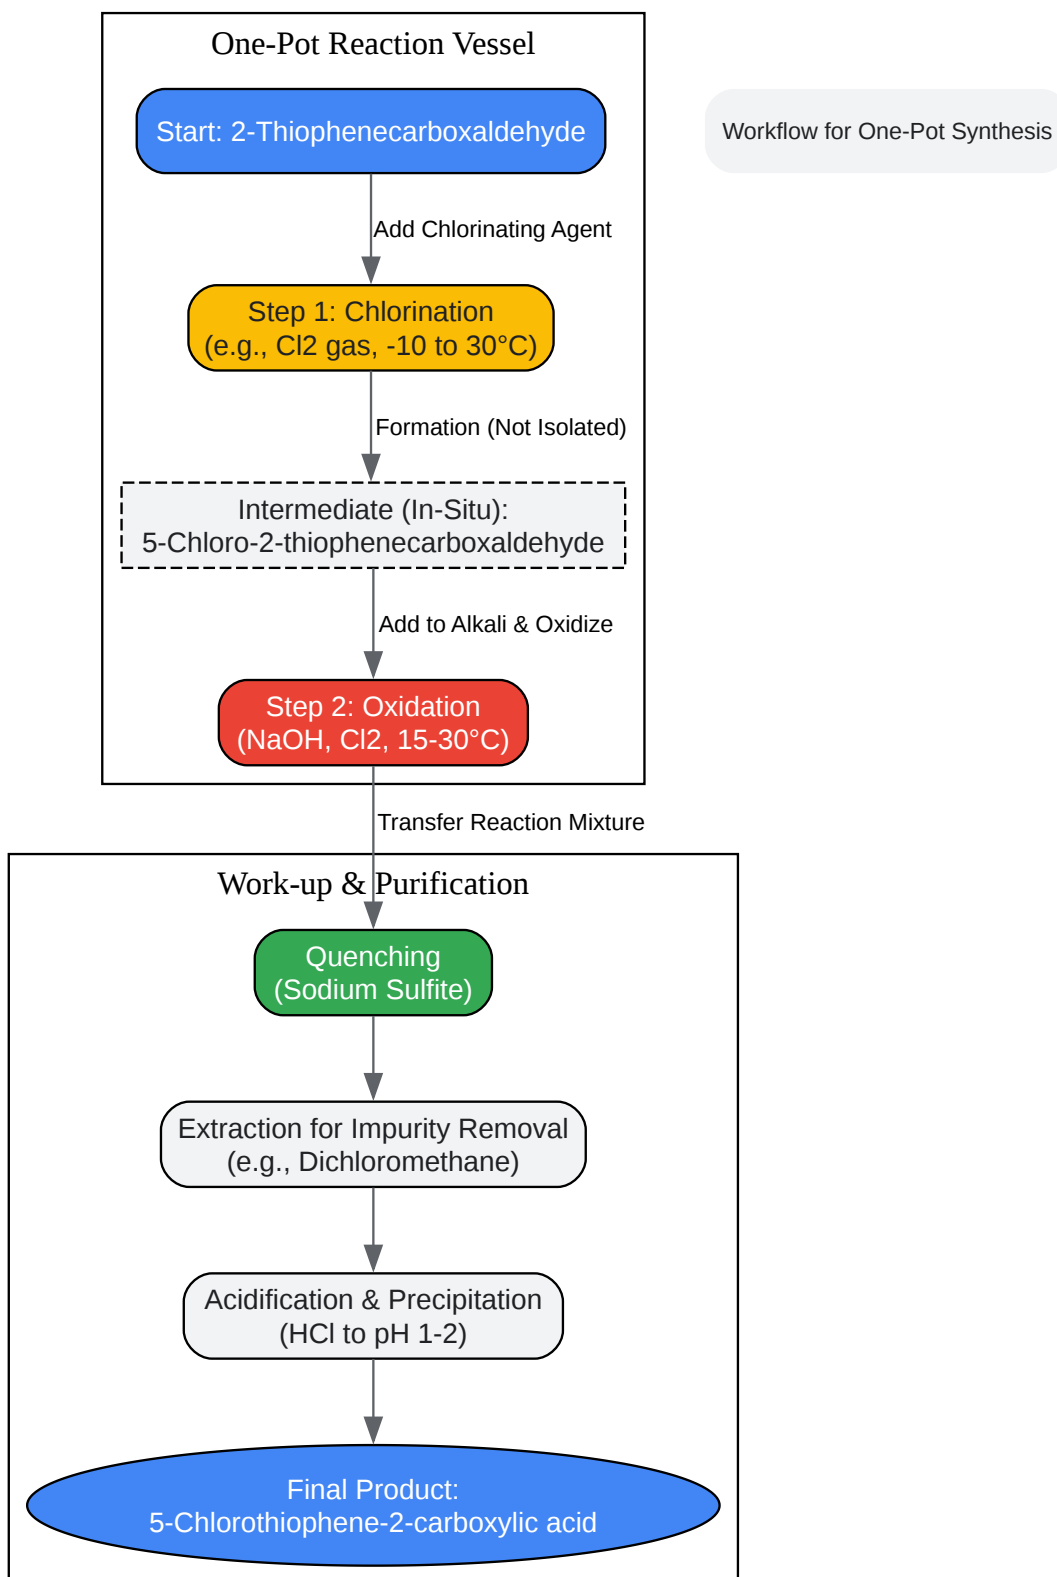 One-Pot Reaction Vessel
Start: 2-Thiophenecarboxaldehyde
Workflow for One-Pot Synthesis
Add Chlorinating Agent
Step 1: Chlorination
(e.g., Cl2 gas, -10 to 30°C)
Formation (Not Isolated)
Intermediate (In-Situ):
5-Chloro-2-thiophenecarboxaldehyde
Add to Alkali & Oxidize
Step 2: Oxidation
(NaOH, Cl2, 15-30°C)
Transfer Reaction Mixture
Work-up & Purification
Quenching
(Sodium Sulfite)
Extraction for Impurity Removal
(e.g., Dichloromethane)
Acidification & Precipitation
(HCl to pH 1-2)
Final Product:
5-Chlorothiophene-2-carboxylic acid